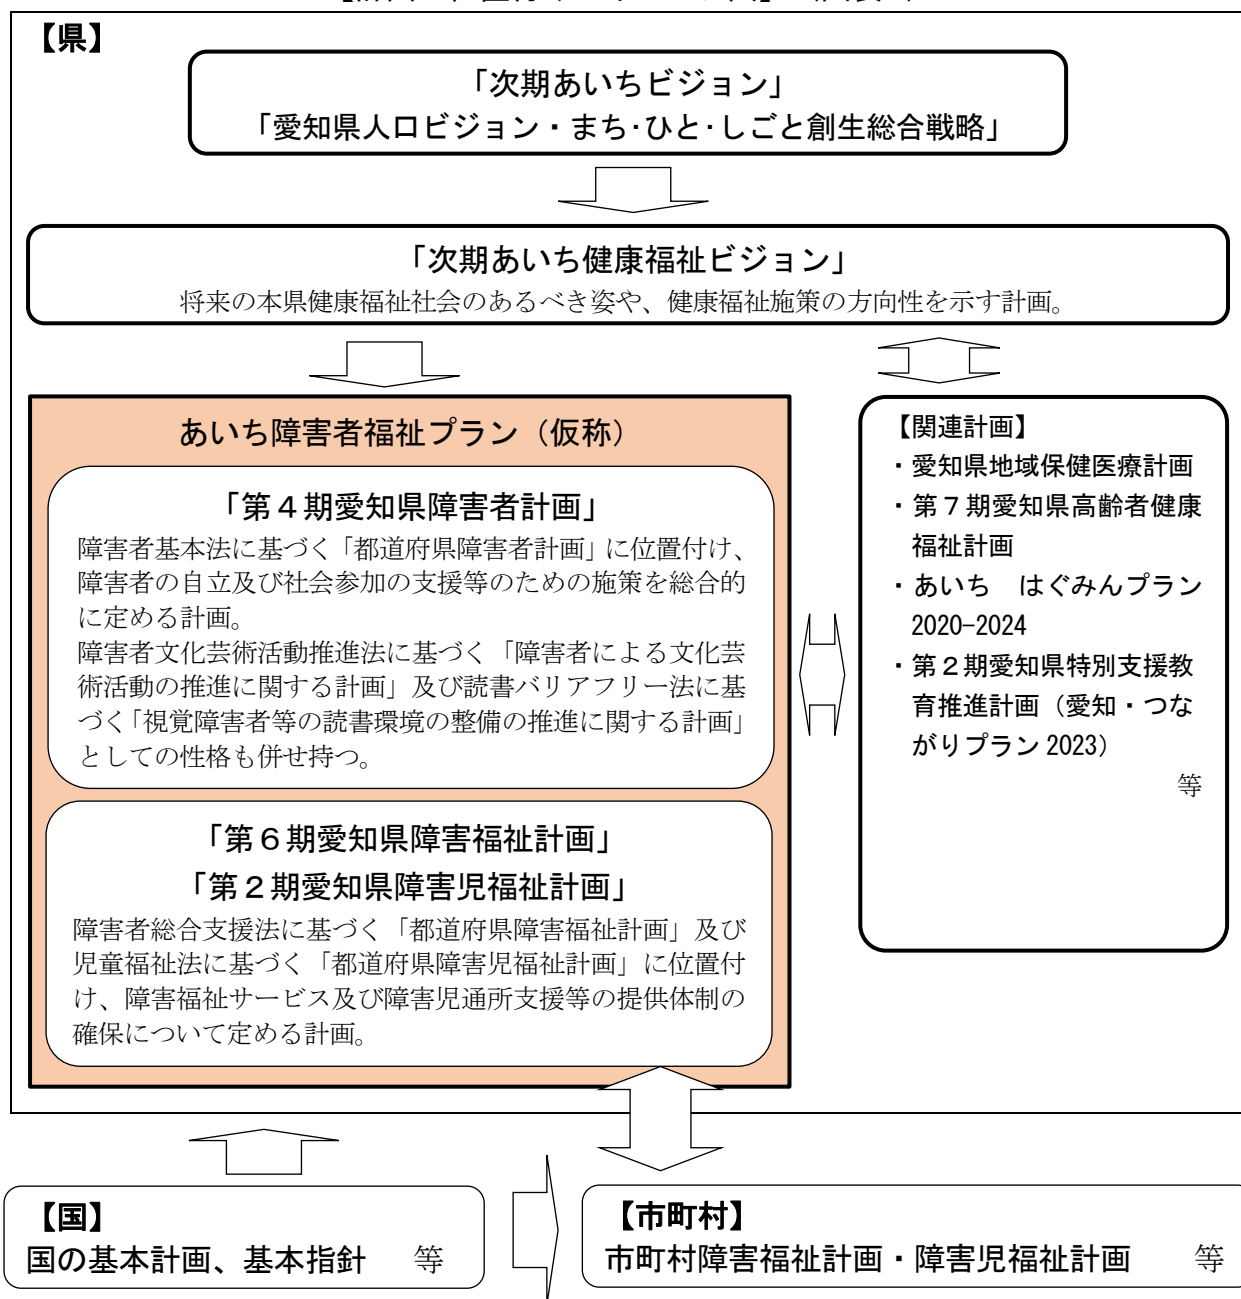 【県】
「次期あいちビジョン」
「愛知県人口ビジョン・まち・ひと・しごと創生総合戦略」
「次期あいち健康福祉ビジョン」
将来の本県健康福祉社会のあるべき姿や、健康福祉施策の方向性を示す計画。
あいち障害者福祉プラン（仮称）
「第４期愛知県障害者計画」
障害者基本法に基づく「都道府県障害者計画」に位置付け、
障害者の自立及び社会参加の支援等のための施策を総合的
に定める計画。
障害者文化芸術活動推進法に基づく「障害者による文化芸
術活動の推進に関する計画」及び読書バリアフリー法に基
づく「視覚障害者等の読書環境の整備の推進に関する計画」
としての性格も併せ持つ。
「第６期愛知県障害福祉計画」
「第２期愛知県障害児福祉計画」
障害者総合支援法に基づく「都道府県障害福祉計画」及び
児童福祉法に基づく「都道府県障害児福祉計画」に位置付
け、障害福祉サービス及び障害児通所支援等の提供体制の
確保について定める計画。
【関連計画】
・愛知県地域保健医療計画
・第７期愛知県高齢者健康
福祉計画
・あいち　はぐみんプラン
2020-2024
・第２期愛知県特別支援教
育推進計画（愛知・つな
がりプラン 2023）
等
【国】
国の基本計画、基本指針　等
【市町村】
市町村障害福祉計画・障害児福祉計画　等